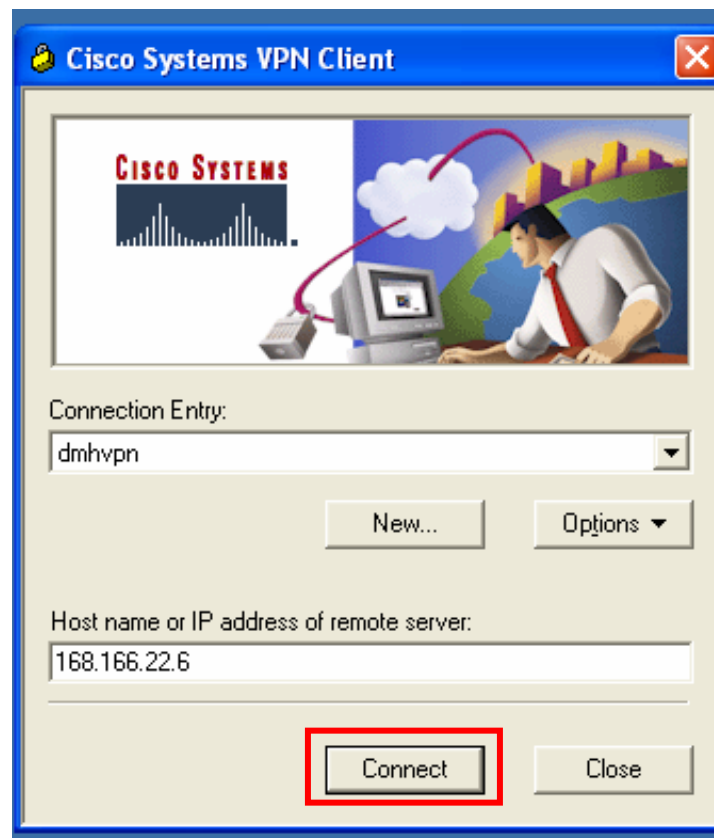 Cisco Systems VPN Client
CISCO SYSTEMS
Connection Entry:
dmhvpn
New...
Options
Host name or IP address of remote server:
168.166.22.6
Connect
Close